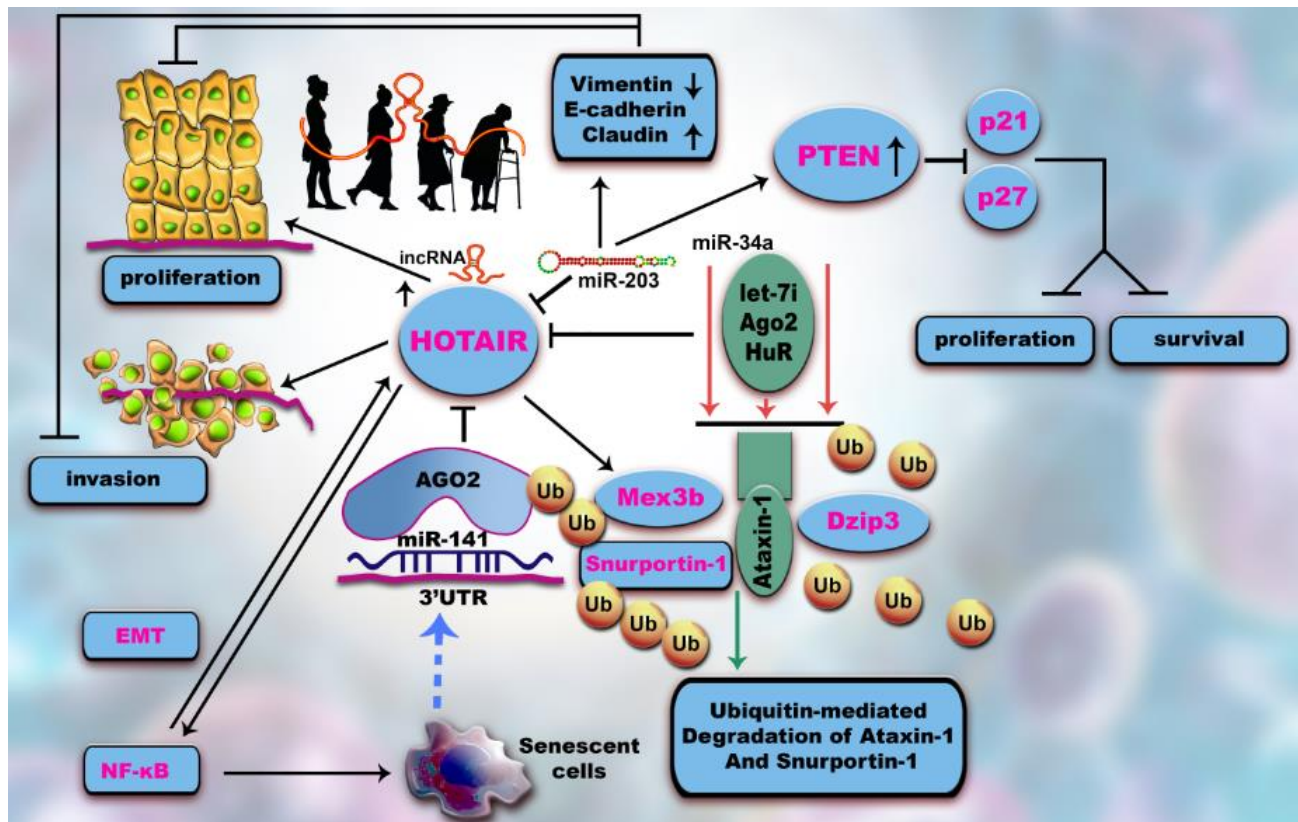 Vimentin ↓
E-cadherin
Claudin ↑
PTEN ↑
p21
p27
proliferation
incRNA
miR-203
miR-34a
let-7i
Ago2
HuR
↑
HOTAIR
proliferation
survival
invasion
AGO2
miR-141
3'UTR
Ub
Ub
Mex3b
Snurportin-1
Ub
Ub
Ub
Ataxin-1
Ub
Ub
Dzip3
Ub
Ub
Ub
EMT
NF-κB
Senescent
cells
Ubiquitin-mediated
Degradation of Ataxin-1
And Snurportin-1